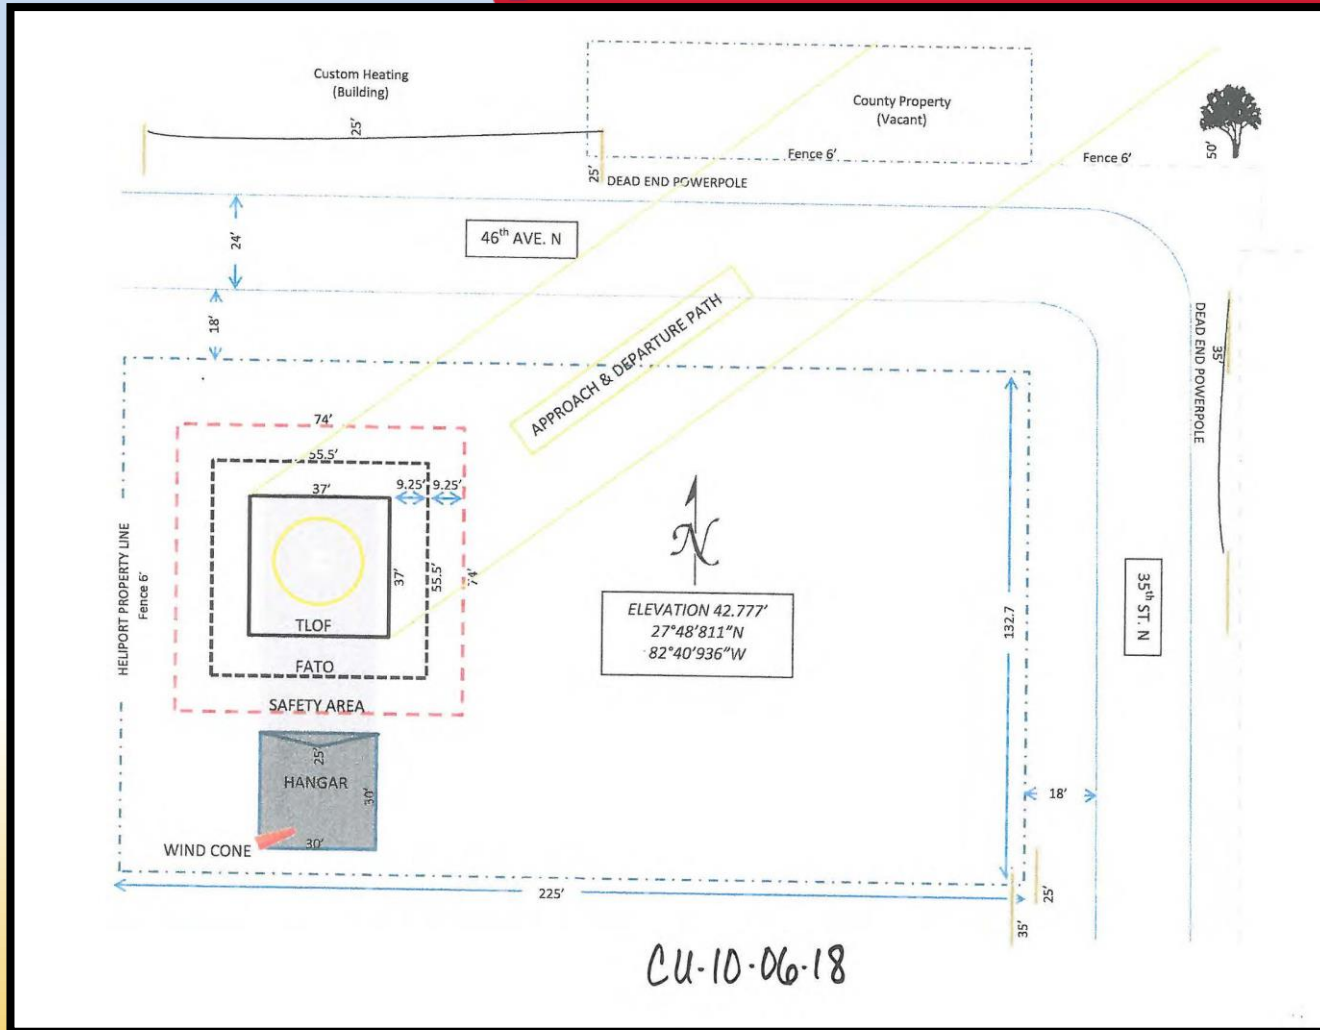 Custom Heating
(Building)
25'
County Property
(Vacant)
Fence 6'
Fence 6'
50'
25'
DEAD END POWERPOLE
46th AVE. N
24'
18'
DEAD END POWERPOLE
35'
APPROACH & DEPARTURE PATH
74'
55.5'
37'
9.25'
9.25'
HELIPORT PROPERTY LINE
Fence 6'
37'
55.5'
74'
TLOF
FATO
SAFETY AREA
N
ELEVATION 42.777'
27°48'811"N
82°40'936"W
132.7
35th ST. N
25'
HANGAR
30'
30'
WIND CONE
18'
225'
25'
35'
CU-10-06-18